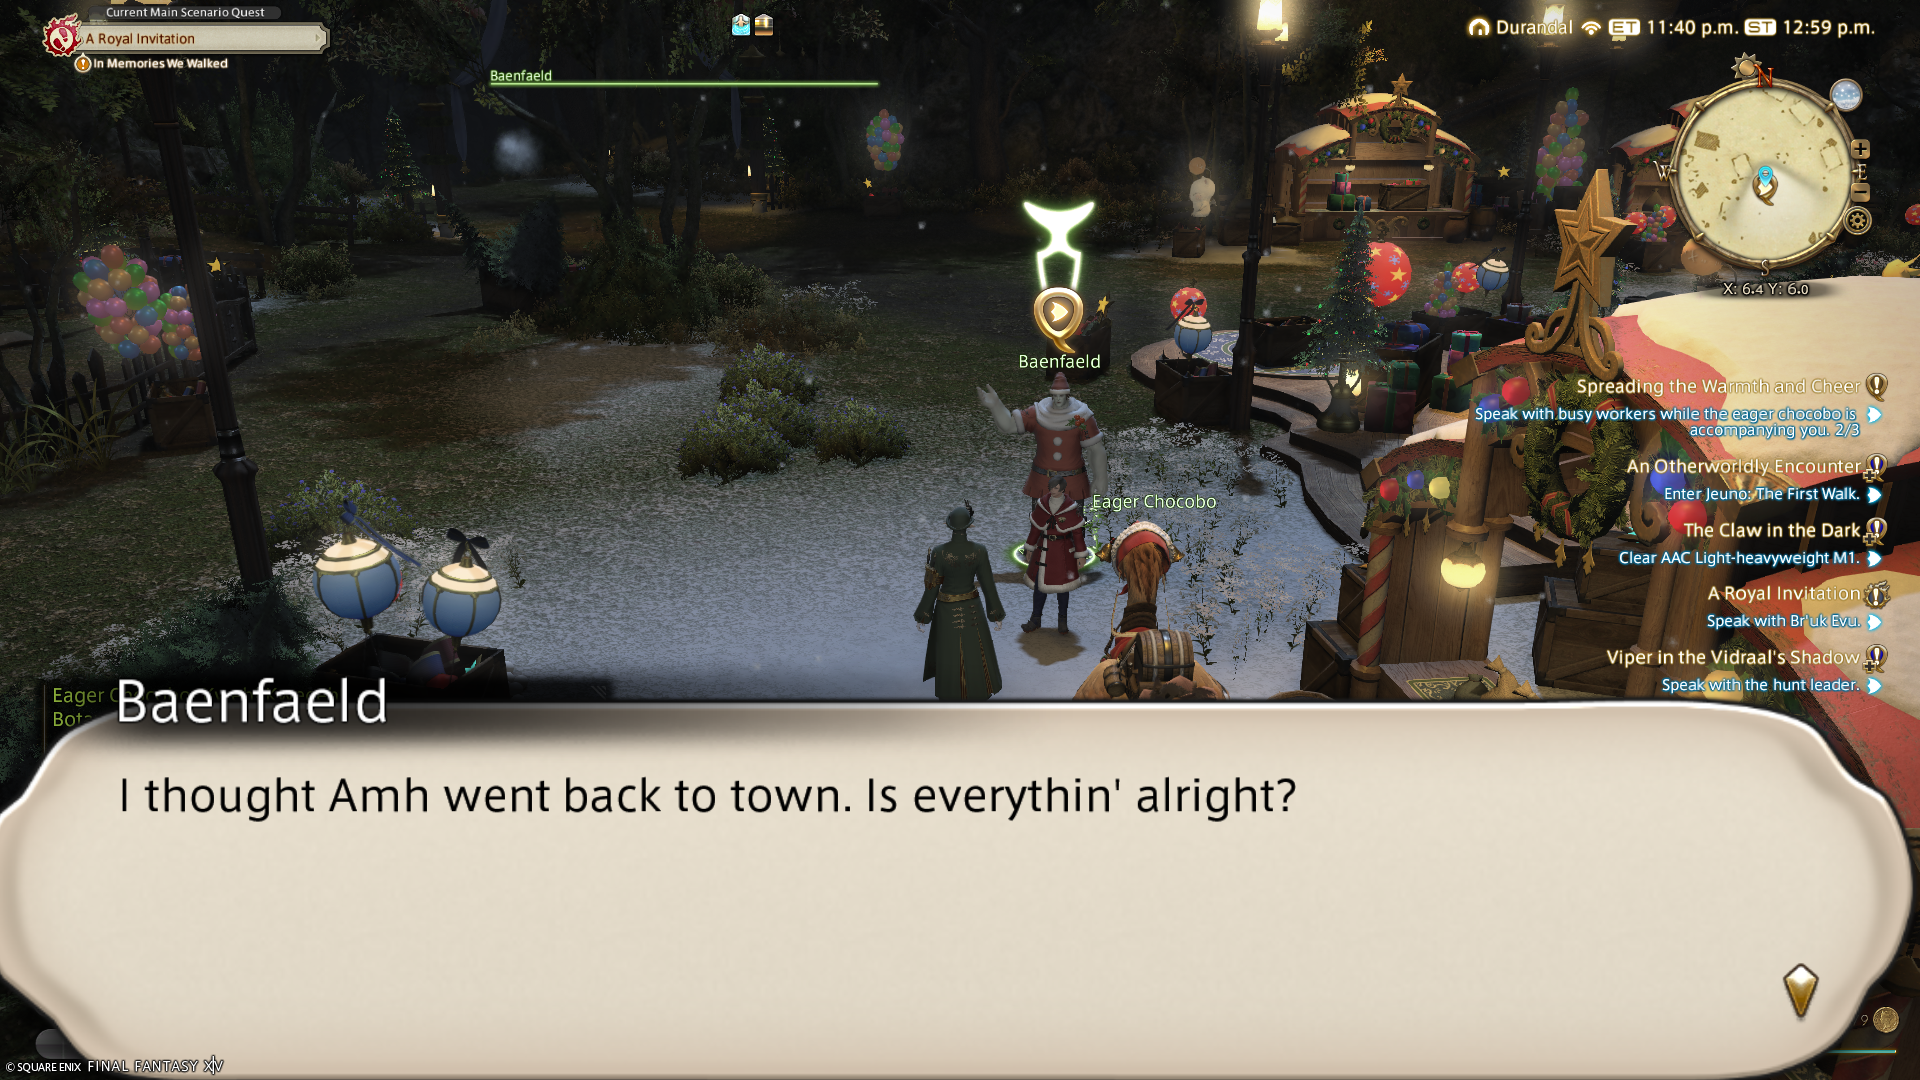 Current Main Scenario Quest
A Royal Invitation
In Memories We Walked
Baenfaeld
Durandal ET 11:40 p.m. ST 12:59 p.m.
N
W
E
S
X: 6.4 Y: 6.0
Baenfaeld
Eager Chocobo
Spreading the Warmth and Cheer
Speak with busy workers while the eager chocobo is
accompanying you. 2/3
An Otherworldly Encounter
Enter Jeuno: The First Walk.
The Claw in the Dark
Clear AAC Light-heavyweight M1.
A Royal Invitation
Speak with Br'uk Evu.
Viper in the Vidraal's Shadow
Speak with the hunt leader.
Eager
Baenfaeld
I thought Amh went back to town. Is everythin' alright?
9
© SQUARE ENIX FINAL FANTASY XIV